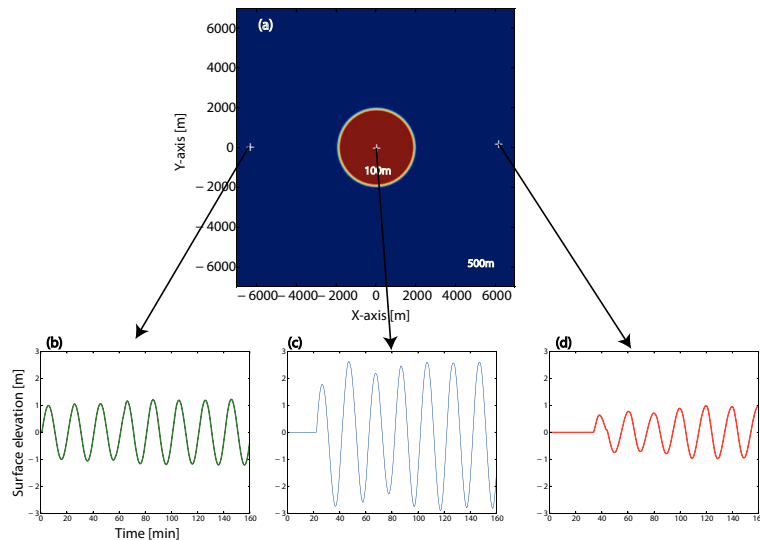 (a)
6000
4000
2000
0
−2000
−4000
−6000
Y-axis [m]
100m
500m
−6000 −4000 −2000 0 2000 4000 6000
X-axis [m]
(b)
3
2
1
0
−1
−2
−3
Surface elevation [m]
0 20 40 60 80 100 120 140 160
Time [min]
(c)
3
2
1
0
−1
−2
−3
0 20 40 60 80 100 120 140 160
(d)
3
2
1
0
−1
−2
−3
0 20 40 60 80 100 120 140 160